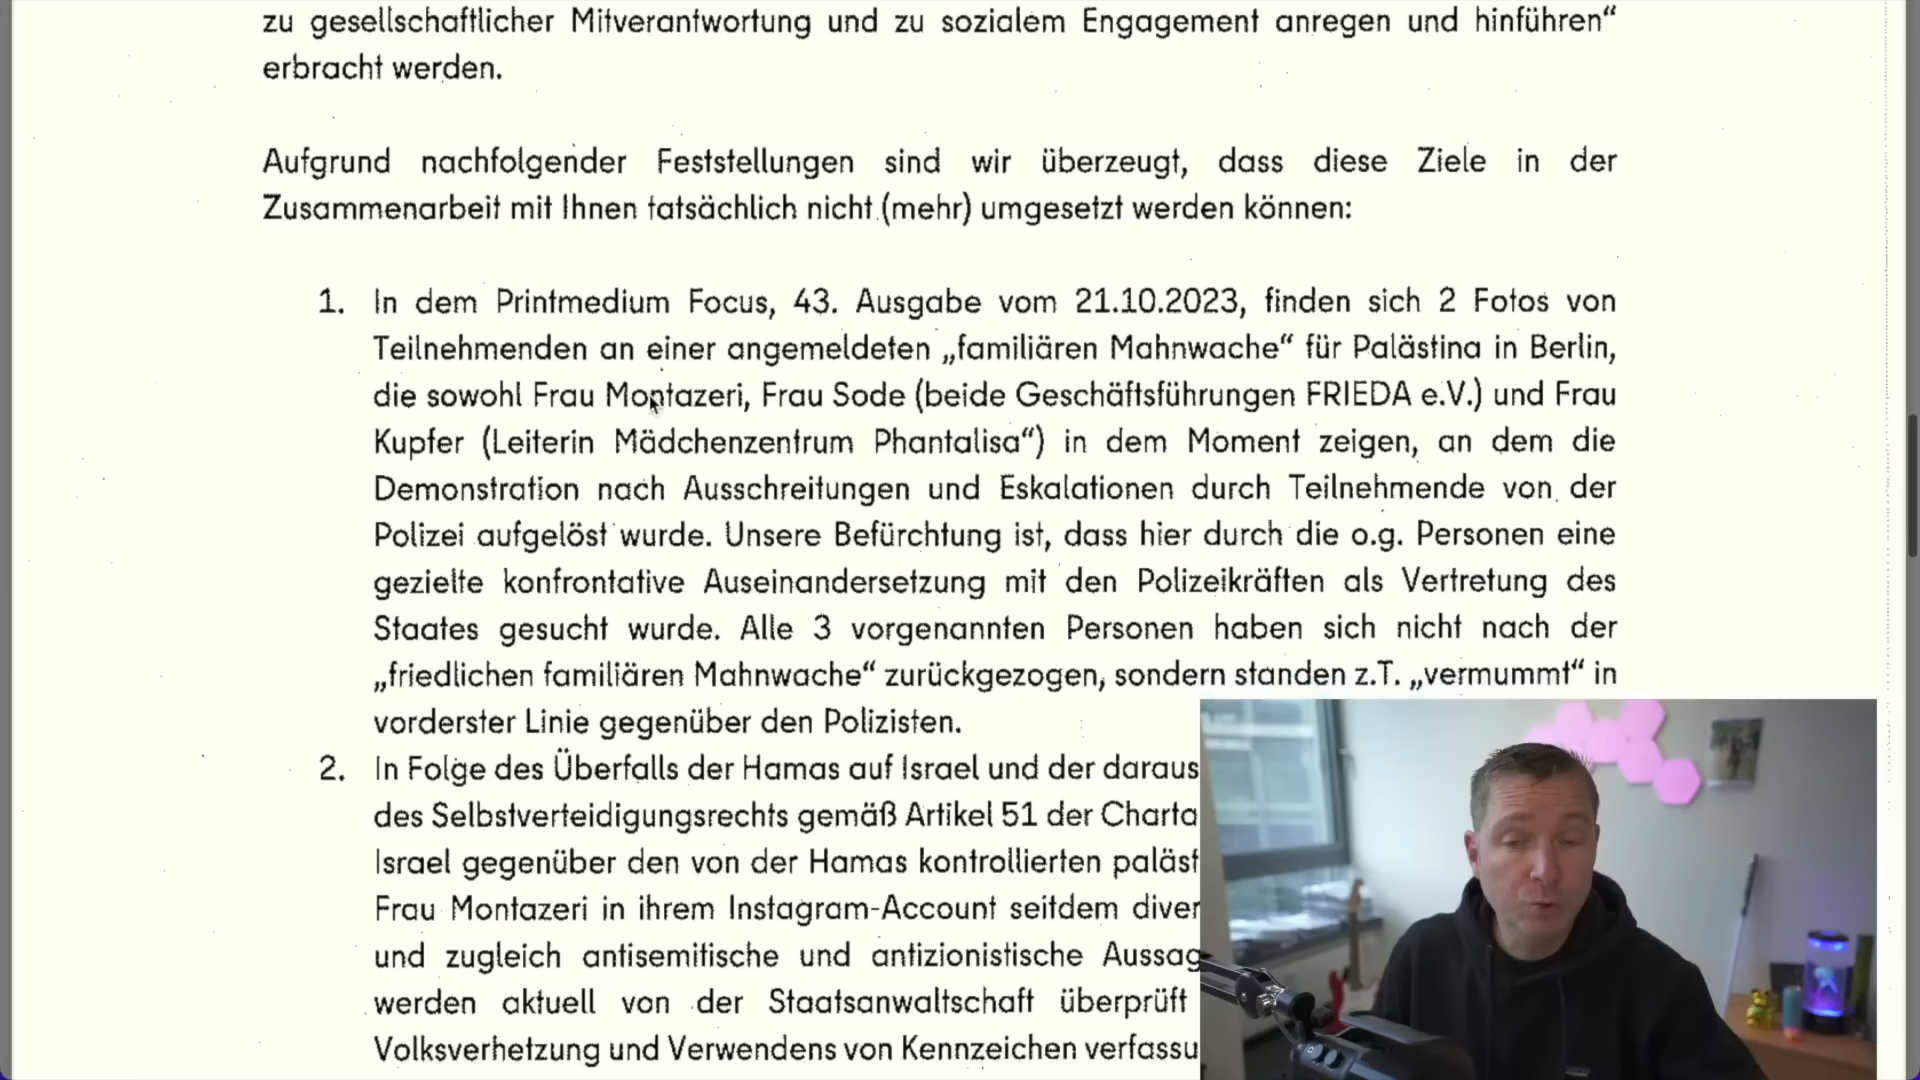 zu gesellschaftlicher Mitverantwortung und zu sozialem Engagement anregen und hinführen“
erbracht werden.
Aufgrund nachfolgender Feststellungen sind wir überzeugt, dass diese Ziele in der
Zusammenarbeit mit Ihnen tatsächlich nicht (mehr) umgesetzt werden können:
1. In dem Printmedium Focus, 43. Ausgabe vom 21.10.2023, finden sich 2 Fotos von
Teilnehmenden an einer angemeldeten „familiären Mahnwache“ für Palästina in Berlin,
die sowohl Frau Montazeri, Frau Sode (beide Geschäftsführungen FRIEDA e.V.) und Frau
Kupfer (Leiterin Mädchenzentrum Phantalisa“) in dem Moment zeigen, an dem die
Demonstration nach Ausschreitungen und Eskalationen durch Teilnehmende von der
Polizei aufgelöst wurde. Unsere Befürchtung ist, dass hier durch die o.g. Personen eine
gezielte konfrontative Auseinandersetzung mit den Polizeikräften als Vertretung des
Staates gesucht wurde. Alle 3 vorgenannten Personen haben sich nicht nach der
„friedlichen familiären Mahnwache“ zurückgezogen, sondern standen z.T. „vermummt“ in
vorderster Linie gegenüber den Polizisten.
2. In Folge des Überfalls der Hamas auf Israel und der daraus
des Selbstverteidigungsrechts gemäß Artikel 51 der Charta
Israel gegenüber den von der Hamas kontrollierten paläst
Frau Montazeri in ihrem Instagram-Account seitdem diver
und zugleich antisemitische und antizionistische Aussag
werden aktuell von der Staatsanwaltschaft überprüft
Volksverhetzung und Verwendens von Kennzeichen verfassu